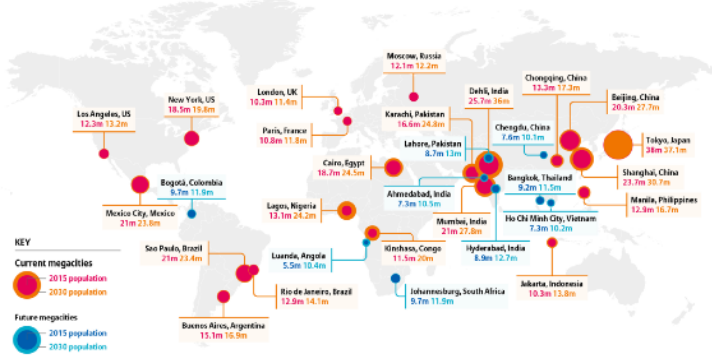 Moscow, Russia
12.1m 12.2m
Chongqing, China
13.3m 17.3m
Dehli, India
25.7m 36m
London, UK
10.3m 11.4m
New York, US
18.5m 19.8m
Beijing, China
20.3m 27.7m
Los Angeles, US
12.3m 13.2m
Karachi, Pakistan
16.6m 24.8m
Chengdu, China
7.6m 10.1m
Paris, France
10.8m 11.8m
Tokyo, Japan
38m 37.1m
Lahore, Pakistan
8.7m 13m
Cairo, Egypt
18.7m 24.5m
Shanghai, China
23.7m 30.7m
Bogotá, Colombia
9.7m 11.9m
Bangkok, Thailand
9.2m 11.5m
Ahmedabad, India
7.3m 10.5m
Manila, Philippines
12.9m 16.7m
Mexico City, Mexico
21m 23.8m
Lagos, Nigeria
13.1m 24.2m
Mumbai, India
21m 27.8m
Ho Chi Minh City, Vietnam
7.3m 10.2m
KEY
Current megacities
2015 population
2030 population
Future megacities
2015 population
2030 population
Sao Paulo, Brazil
21m 23.4m
Luanda, Angola
5.5m 10.4m
Kinshasa, Congo
11.5m 20m
Hyderabad, India
8.9m 12.7m
Jakarta, Indonesia
10.3m 13.8m
Rio de Janeiro, Brazil
12.9m 14.1m
Johannesburg, South Africa
9.7m 11.9m
Buenos Aires, Argentina
15.1m 16.9m